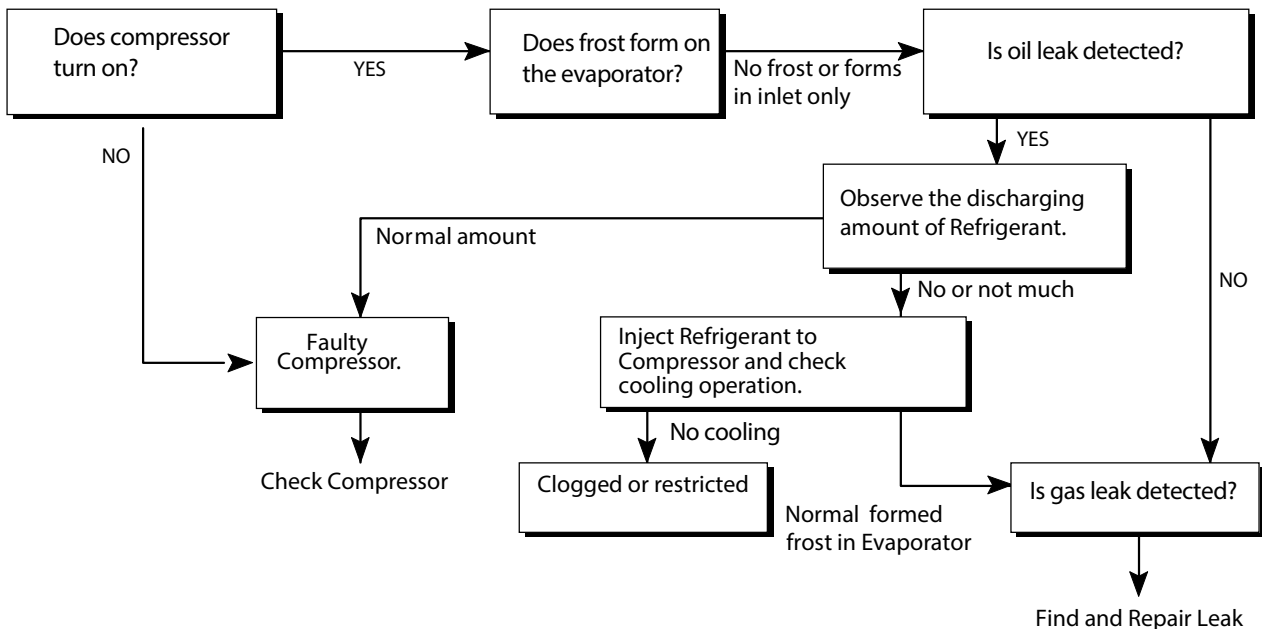 Does compressor
turn on?
YES
Does frost form on
the evaporator?
No frost or forms
in inlet only
Is oil leak detected?
NO
YES
Observe the discharging
amount of Refrigerant.
Normal amount
No or not much
NO
Faulty
Compressor.
Inject Refrigerant to
Compressor and check
cooling operation.
No cooling
Check Compressor
Clogged or restricted
Normal formed
frost in Evaporator
Is gas leak detected?
Find and Repair Leak